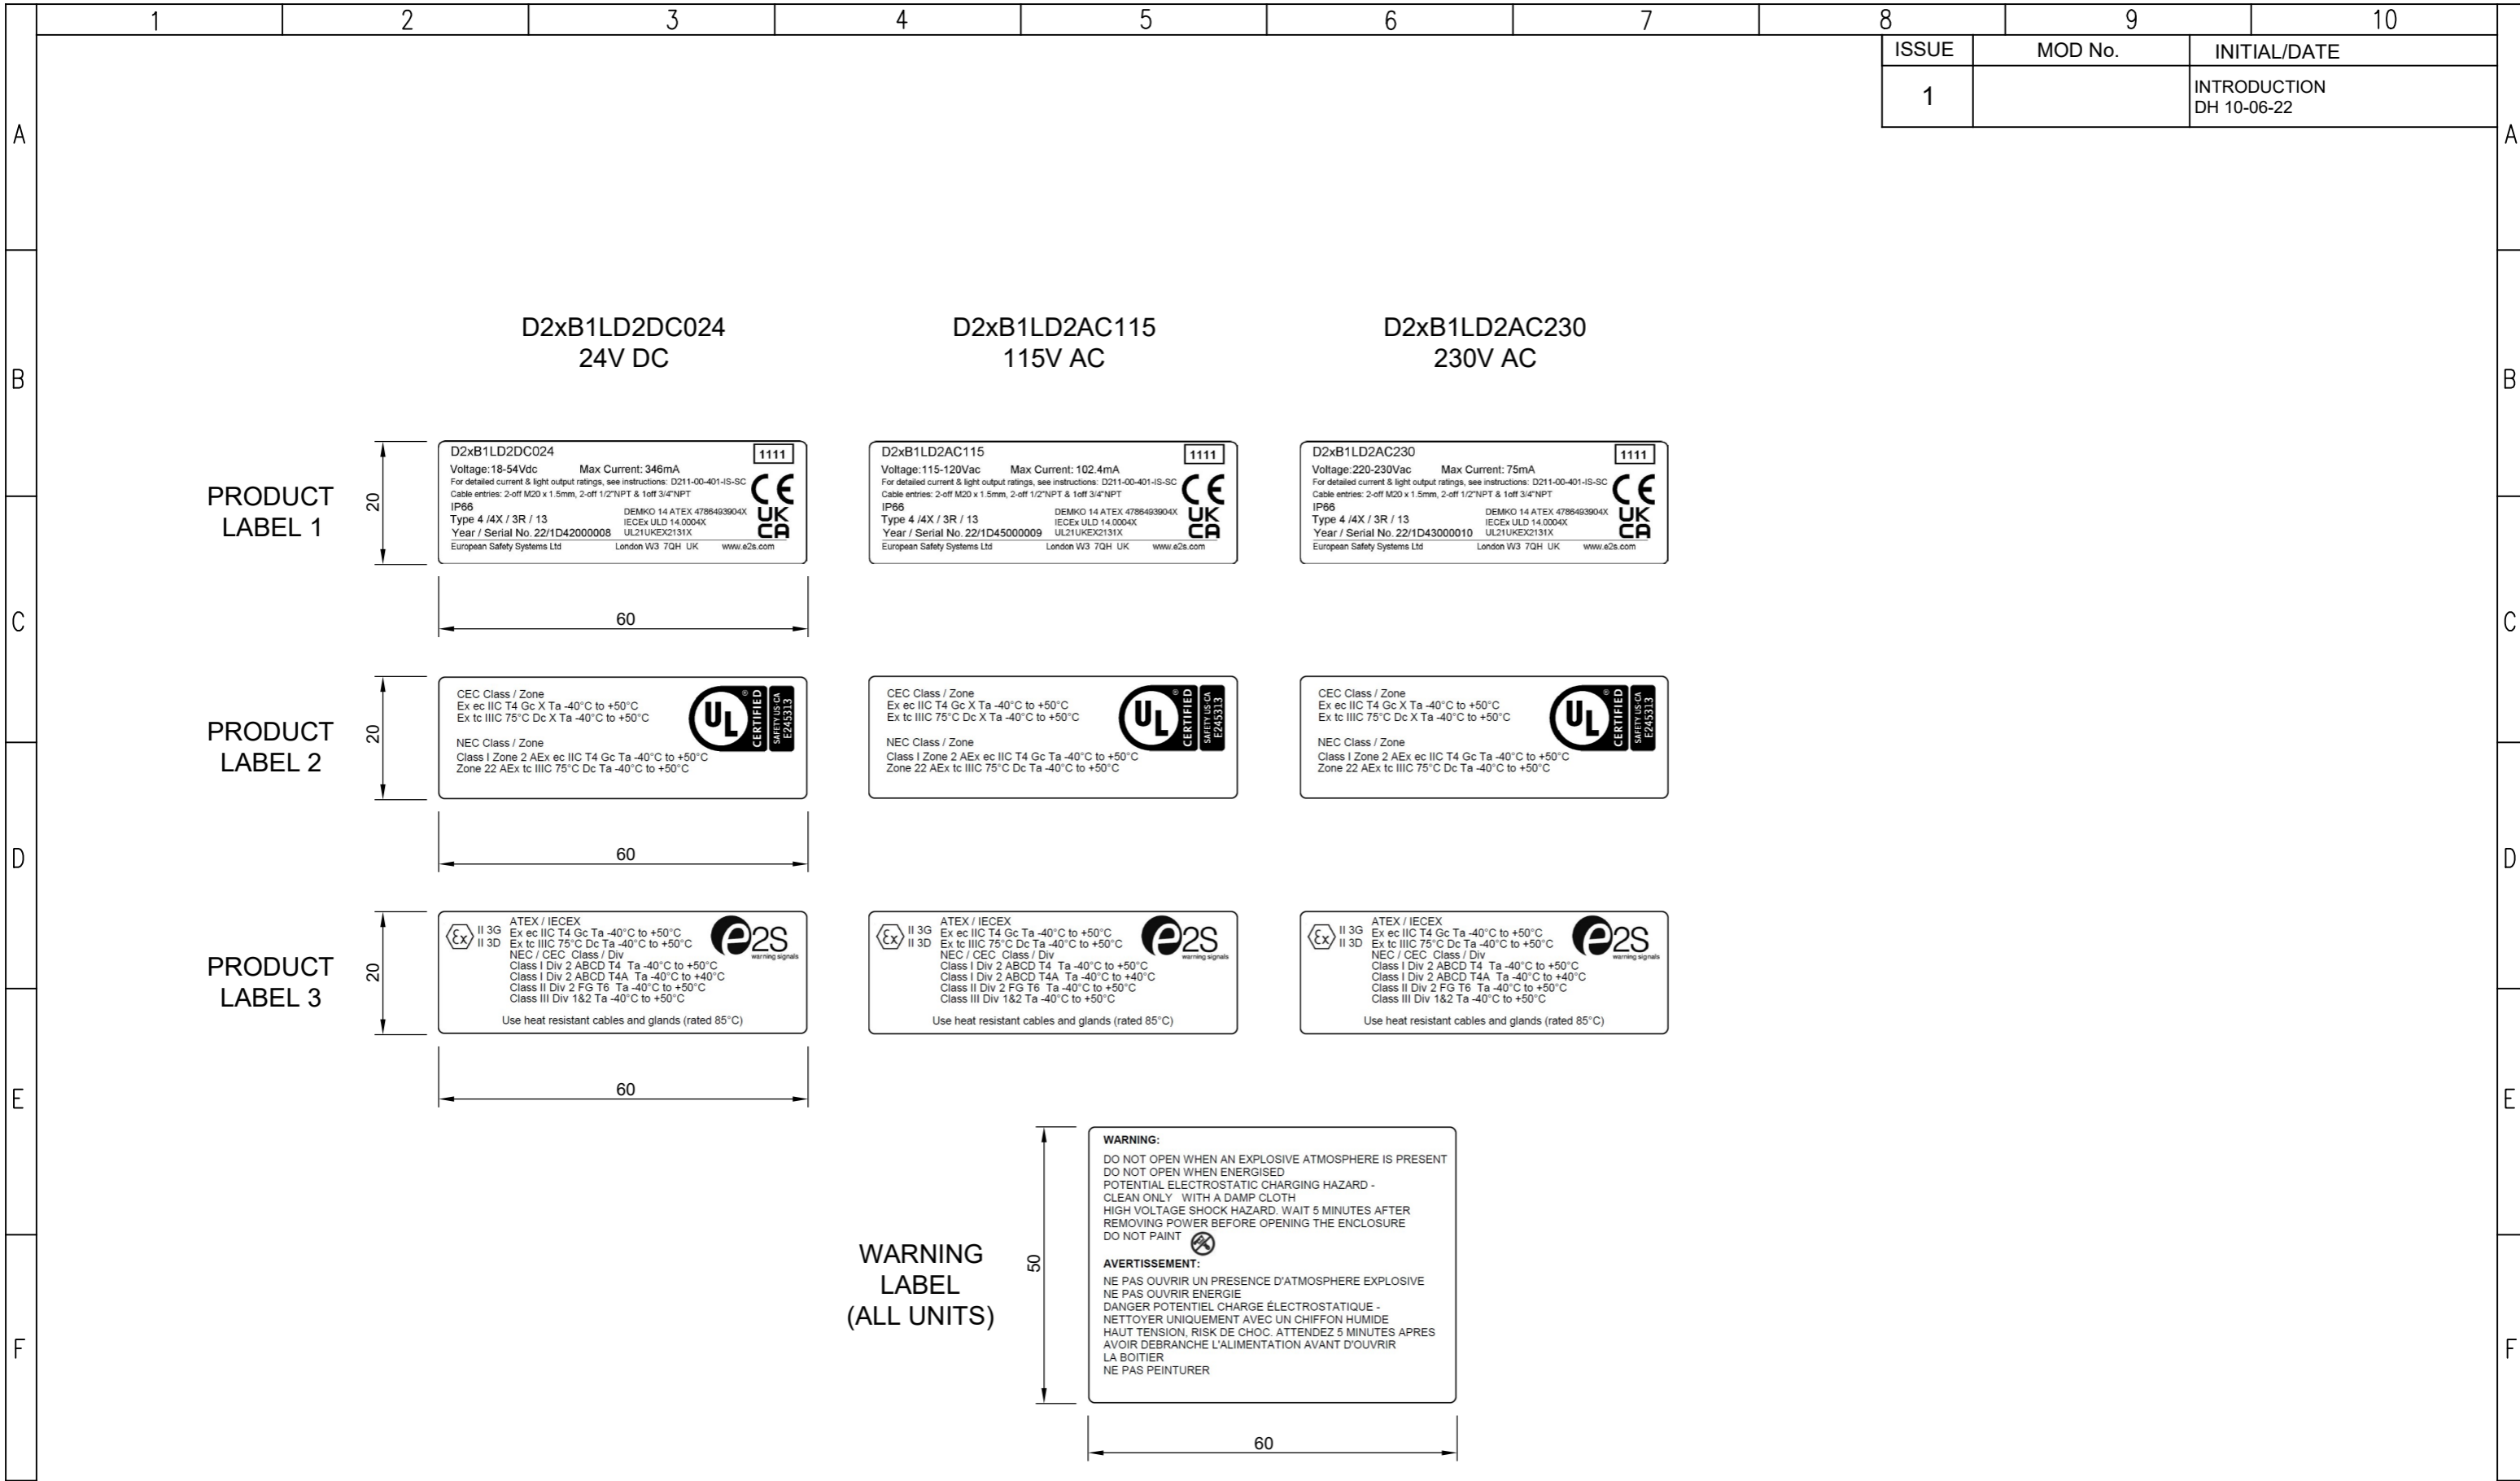 1 2 3 4 5 6 7 8 9 10
ISSUE MOD No. INITIAL/DATE
1 INTRODUCTION
DH 10-06-22
A A
D2xB1LD2DC024
24V DC
D2xB1LD2AC115
115V AC
D2xB1LD2AC230
230V AC
B B
PRODUCT
LABEL 1
20
D2xB1LD2DC024 1111
Voltage:18-54Vdc Max Current: 346mA
For detailed current & light output ratings, see instructions: D211-00-401-IS-SC
Cable entries: 2-off M20 x 1.5mm, 2-off 1/2"NPT & 1off 3/4"NPT
CE
IP66
Type 4 /4X / 3R / 13
DEMKO 14 ATEX 4786493904X
IECEx ULD 14.0004X
UK
CA
Year / Serial No. 22/1D42000008 UL21UKEX2131X
European Safety Systems Ltd London W3 7QH UK www.e2s.com
D2xB1LD2AC115 1111
Voltage:115-120Vac Max Current: 102.4mA
For detailed current & light output ratings, see instructions: D211-00-401-IS-SC
Cable entries: 2-off M20 x 1.5mm, 2-off 1/2"NPT & 1off 3/4"NPT
CE
IP66
Type 4 /4X / 3R / 13
DEMKO 14 ATEX 4786493904X
IECEx ULD 14.0004X
UK
CA
Year / Serial No. 22/1D45000009 UL21UKEX2131X
European Safety Systems Ltd London W3 7QH UK www.e2s.com
D2xB1LD2AC230 1111
Voltage:220-230Vac Max Current: 75mA
For detailed current & light output ratings, see instructions: D211-00-401-IS-SC
Cable entries: 2-off M20 x 1.5mm, 2-off 1/2"NPT & 1off 3/4"NPT
CE
IP66
Type 4 /4X / 3R / 13
DEMKO 14 ATEX 4786493904X
IECEx ULD 14.0004X
UK
CA
Year / Serial No. 22/1D43000010 UL21UKEX2131X
European Safety Systems Ltd London W3 7QH UK www.e2s.com
60
C C
PRODUCT
LABEL 2
20
CEC Class / Zone
Ex ec IIC T4 Gc X Ta -40°C to +50°C
Ex tc IIIC 75°C Dc X Ta -40°C to +50°C
NEC Class / Zone
Class I Zone 2 AEx ec IIC T4 Gc Ta -40°C to +50°C
Zone 22 AEx tc IIIC 75°C Dc Ta -40°C to +50°C
UL ®
CERTIFIED
SAFETY US-CA
E245313
CEC Class / Zone
Ex ec IIC T4 Gc X Ta -40°C to +50°C
Ex tc IIIC 75°C Dc X Ta -40°C to +50°C
NEC Class / Zone
Class I Zone 2 AEx ec IIC T4 Gc Ta -40°C to +50°C
Zone 22 AEx tc IIIC 75°C Dc Ta -40°C to +50°C
UL ®
CERTIFIED
SAFETY US-CA
E245313
CEC Class / Zone
Ex ec IIC T4 Gc X Ta -40°C to +50°C
Ex tc IIIC 75°C Dc X Ta -40°C to +50°C
NEC Class / Zone
Class I Zone 2 AEx ec IIC T4 Gc Ta -40°C to +50°C
Zone 22 AEx tc IIIC 75°C Dc Ta -40°C to +50°C
UL ®
CERTIFIED
SAFETY US-CA
E245313
60
D D
PRODUCT
LABEL 3
20
ATEX / IECEX
Ex II 3G Ex ec IIC T4 Gc Ta -40°C to +50°C
II 3D Ex tc IIIC 75°C Dc Ta -40°C to +50°C
NEC / CEC Class / Div
Class I Div 2 ABCD T4 Ta -40°C to +50°C
Class I Div 2 ABCD T4A Ta -40°C to +40°C
Class II Div 2 FG T6 Ta -40°C to +50°C
Class III Div 1&2 Ta -40°C to +50°C
Use heat resistant cables and glands (rated 85°C)
e2S
warning signals
ATEX / IECEX
Ex II 3G Ex ec IIC T4 Gc Ta -40°C to +50°C
II 3D Ex tc IIIC 75°C Dc Ta -40°C to +50°C
NEC / CEC Class / Div
Class I Div 2 ABCD T4 Ta -40°C to +50°C
Class I Div 2 ABCD T4A Ta -40°C to +40°C
Class II Div 2 FG T6 Ta -40°C to +50°C
Class III Div 1&2 Ta -40°C to +50°C
Use heat resistant cables and glands (rated 85°C)
e2S
warning signals
ATEX / IECEX
Ex II 3G Ex ec IIC T4 Gc Ta -40°C to +50°C
II 3D Ex tc IIIC 75°C Dc Ta -40°C to +50°C
NEC / CEC Class / Div
Class I Div 2 ABCD T4 Ta -40°C to +50°C
Class I Div 2 ABCD T4A Ta -40°C to +40°C
Class II Div 2 FG T6 Ta -40°C to +50°C
Class III Div 1&2 Ta -40°C to +50°C
Use heat resistant cables and glands (rated 85°C)
e2S
warning signals
60
E E
WARNING
LABEL
(ALL UNITS)
50
WARNING:
DO NOT OPEN WHEN AN EXPLOSIVE ATMOSPHERE IS PRESENT
DO NOT OPEN WHEN ENERGISED
POTENTIAL ELECTROSTATIC CHARGING HAZARD -
CLEAN ONLY WITH A DAMP CLOTH
HIGH VOLTAGE SHOCK HAZARD. WAIT 5 MINUTES AFTER
REMOVING POWER BEFORE OPENING THE ENCLOSURE
DO NOT PAINT
AVERTISSEMENT:
NE PAS OUVRIR UN PRESENCE D'ATMOSPHERE EXPLOSIVE
NE PAS OUVRIR ENERGIE
DANGER POTENTIEL CHARGE ÉLECTROSTATIQUE -
NETTOYER UNIQUEMENT AVEC UN CHIFFON HUMIDE
HAUT TENSION, RISK DE CHOC. ATTENDEZ 5 MINUTES APRES
AVOIR DEBRANCHE L'ALIMENTATION AVANT D'OUVRIR
LA BOITIER
NE PAS PEINTURER
F F
60